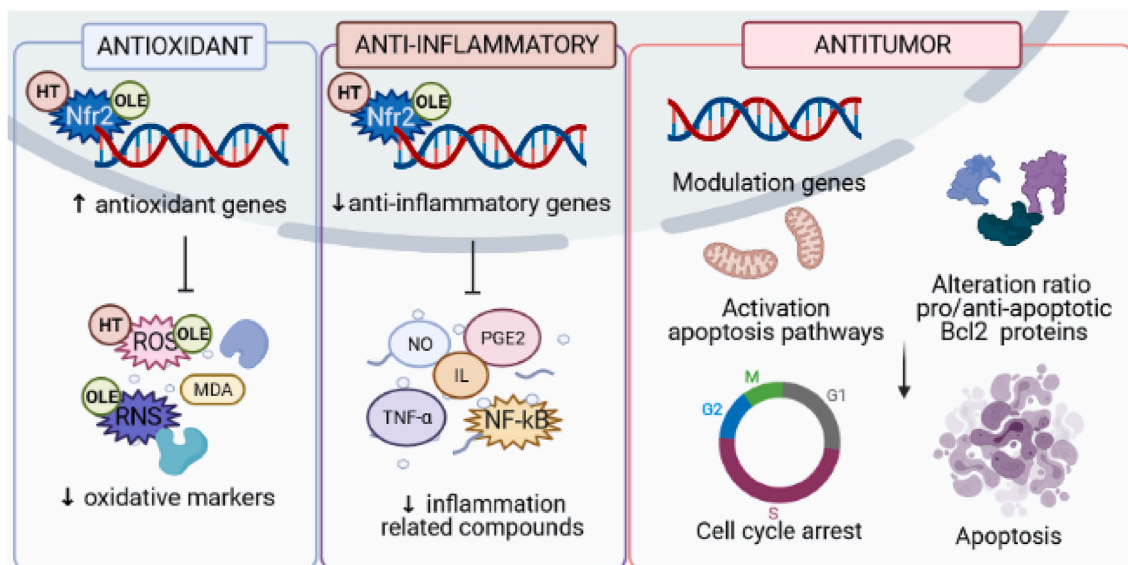 ANTIOXIDANT
HT
Nfr2
OLE
↑ antioxidant genes
HT
ROS
OLE
MDA
OLE
RNS
↓ oxidative markers
ANTI-INFLAMMATORY
HT
Nfr2
OLE
↓anti-inflammatory genes
NO
PGE2
IL
TNF-α
NF-kB
↓ inflammation
related compounds
ANTITUMOR
Modulation genes
Activation
apoptosis pathways
Alteration ratio
pro/anti-apoptotic
Bcl2 proteins
M
G1
G2
S
Cell cycle arrest
Apoptosis